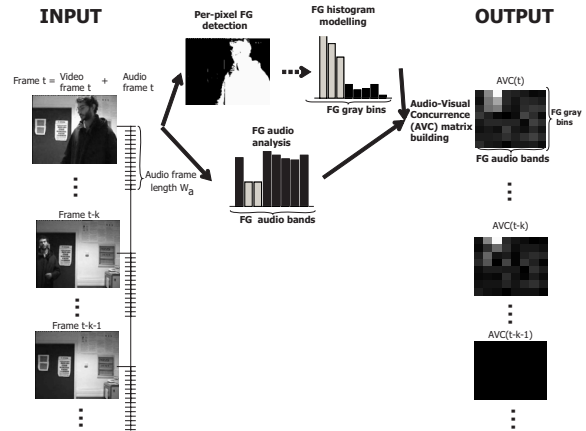 INPUT
Per-pixel FG
detection
FG histogram
modelling
OUTPUT
Frame t = Video
frame t
+ Audio
frame t
FG gray bins
Audio-Visual
Concurrence
(AVC) matrix
building
AVC(t)
FG gray
bins
FG audio bands
FG audio
analysis
FG audio bands
Audio frame
length Wa
Frame t-k
AVC(t-k)
Frame t-k-1
AVC(t-k-1)